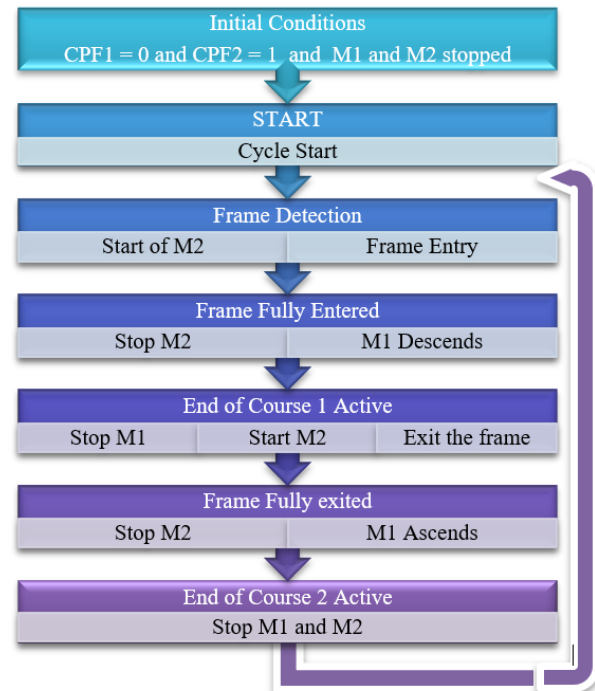 Initial Conditions
CPF1 = 0 and CPF2 = 1 and M1 and M2 stopped
START
Cycle Start
Frame Detection
Start of M2 Frame Entry
Frame Fully Entered
Stop M2 M1 Descends
End of Course 1 Active
Stop M1 Start M2 Exit the frame
Frame Fully exited
Stop M2 M1 Ascends
End of Course 2 Active
Stop M1 and M2